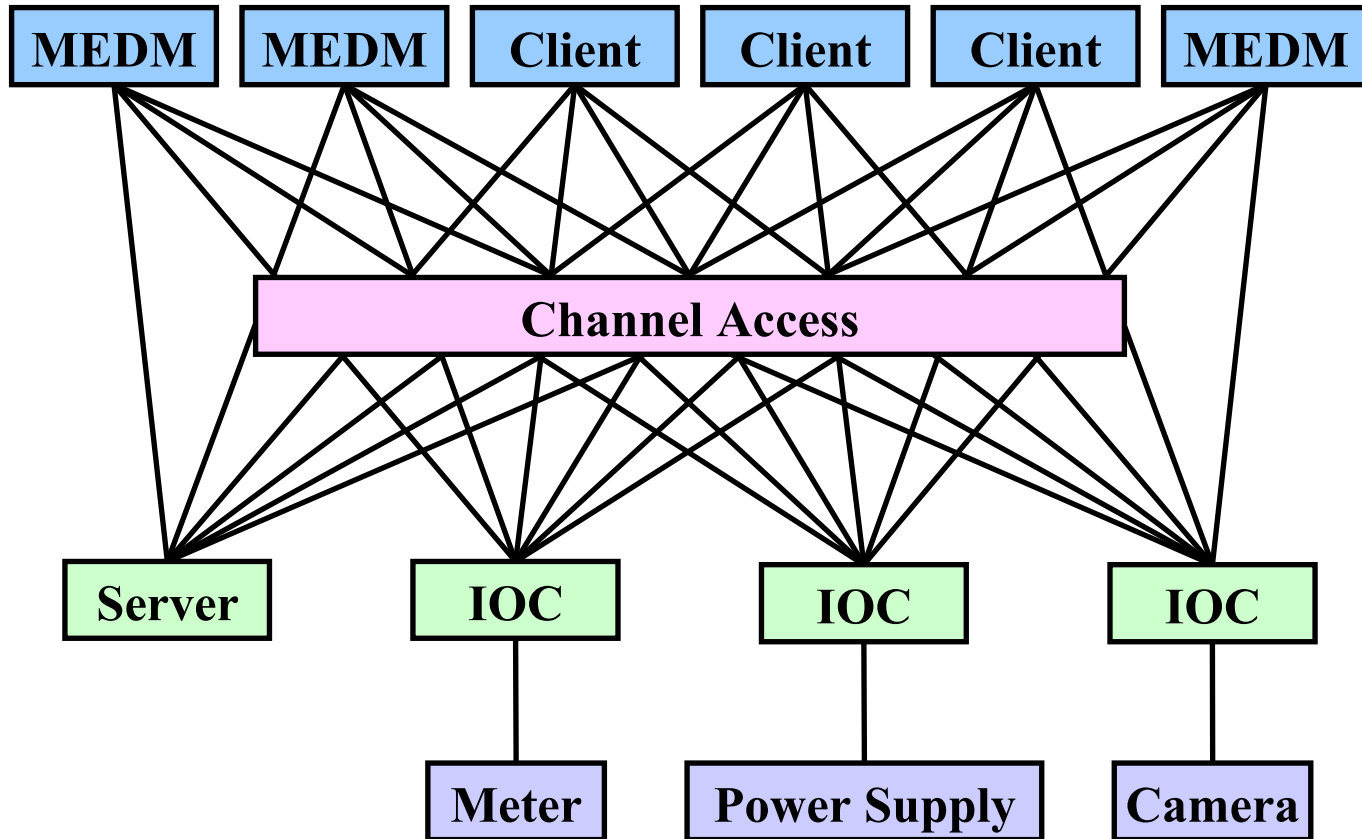 MEDM MEDM Client Client Client MEDM
Channel Access
Server IOC IOC IOC
Meter Power Supply Camera